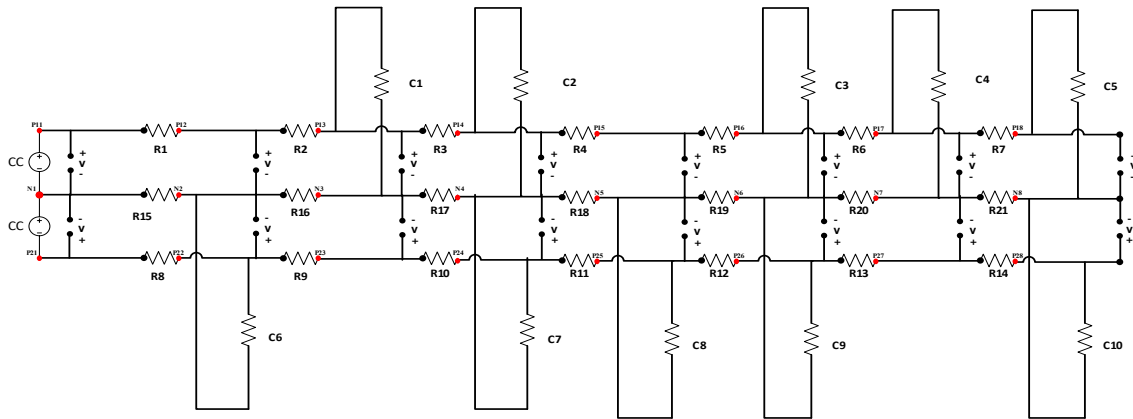 C1 C2 C3 C4 C5
P11 P12 P13 P14 P15 P16 P17 P18
R1 R2 R3 R4 R5 R6 R7
CC
+ v - + v - + v - + v - + v - + v - + v - + v -
N1 N2 N3 N4 N5 N6 N7 N8
R15 R16 R17 R18 R19 R20 R21
CC
- v + - v + - v + - v + - v + - v + - v + - v +
P21 P22 P23 P24 P25 P26 P27 P28
R8 R9 R10 R11 R12 R13 R14
C6 C7 C8 C9 C10